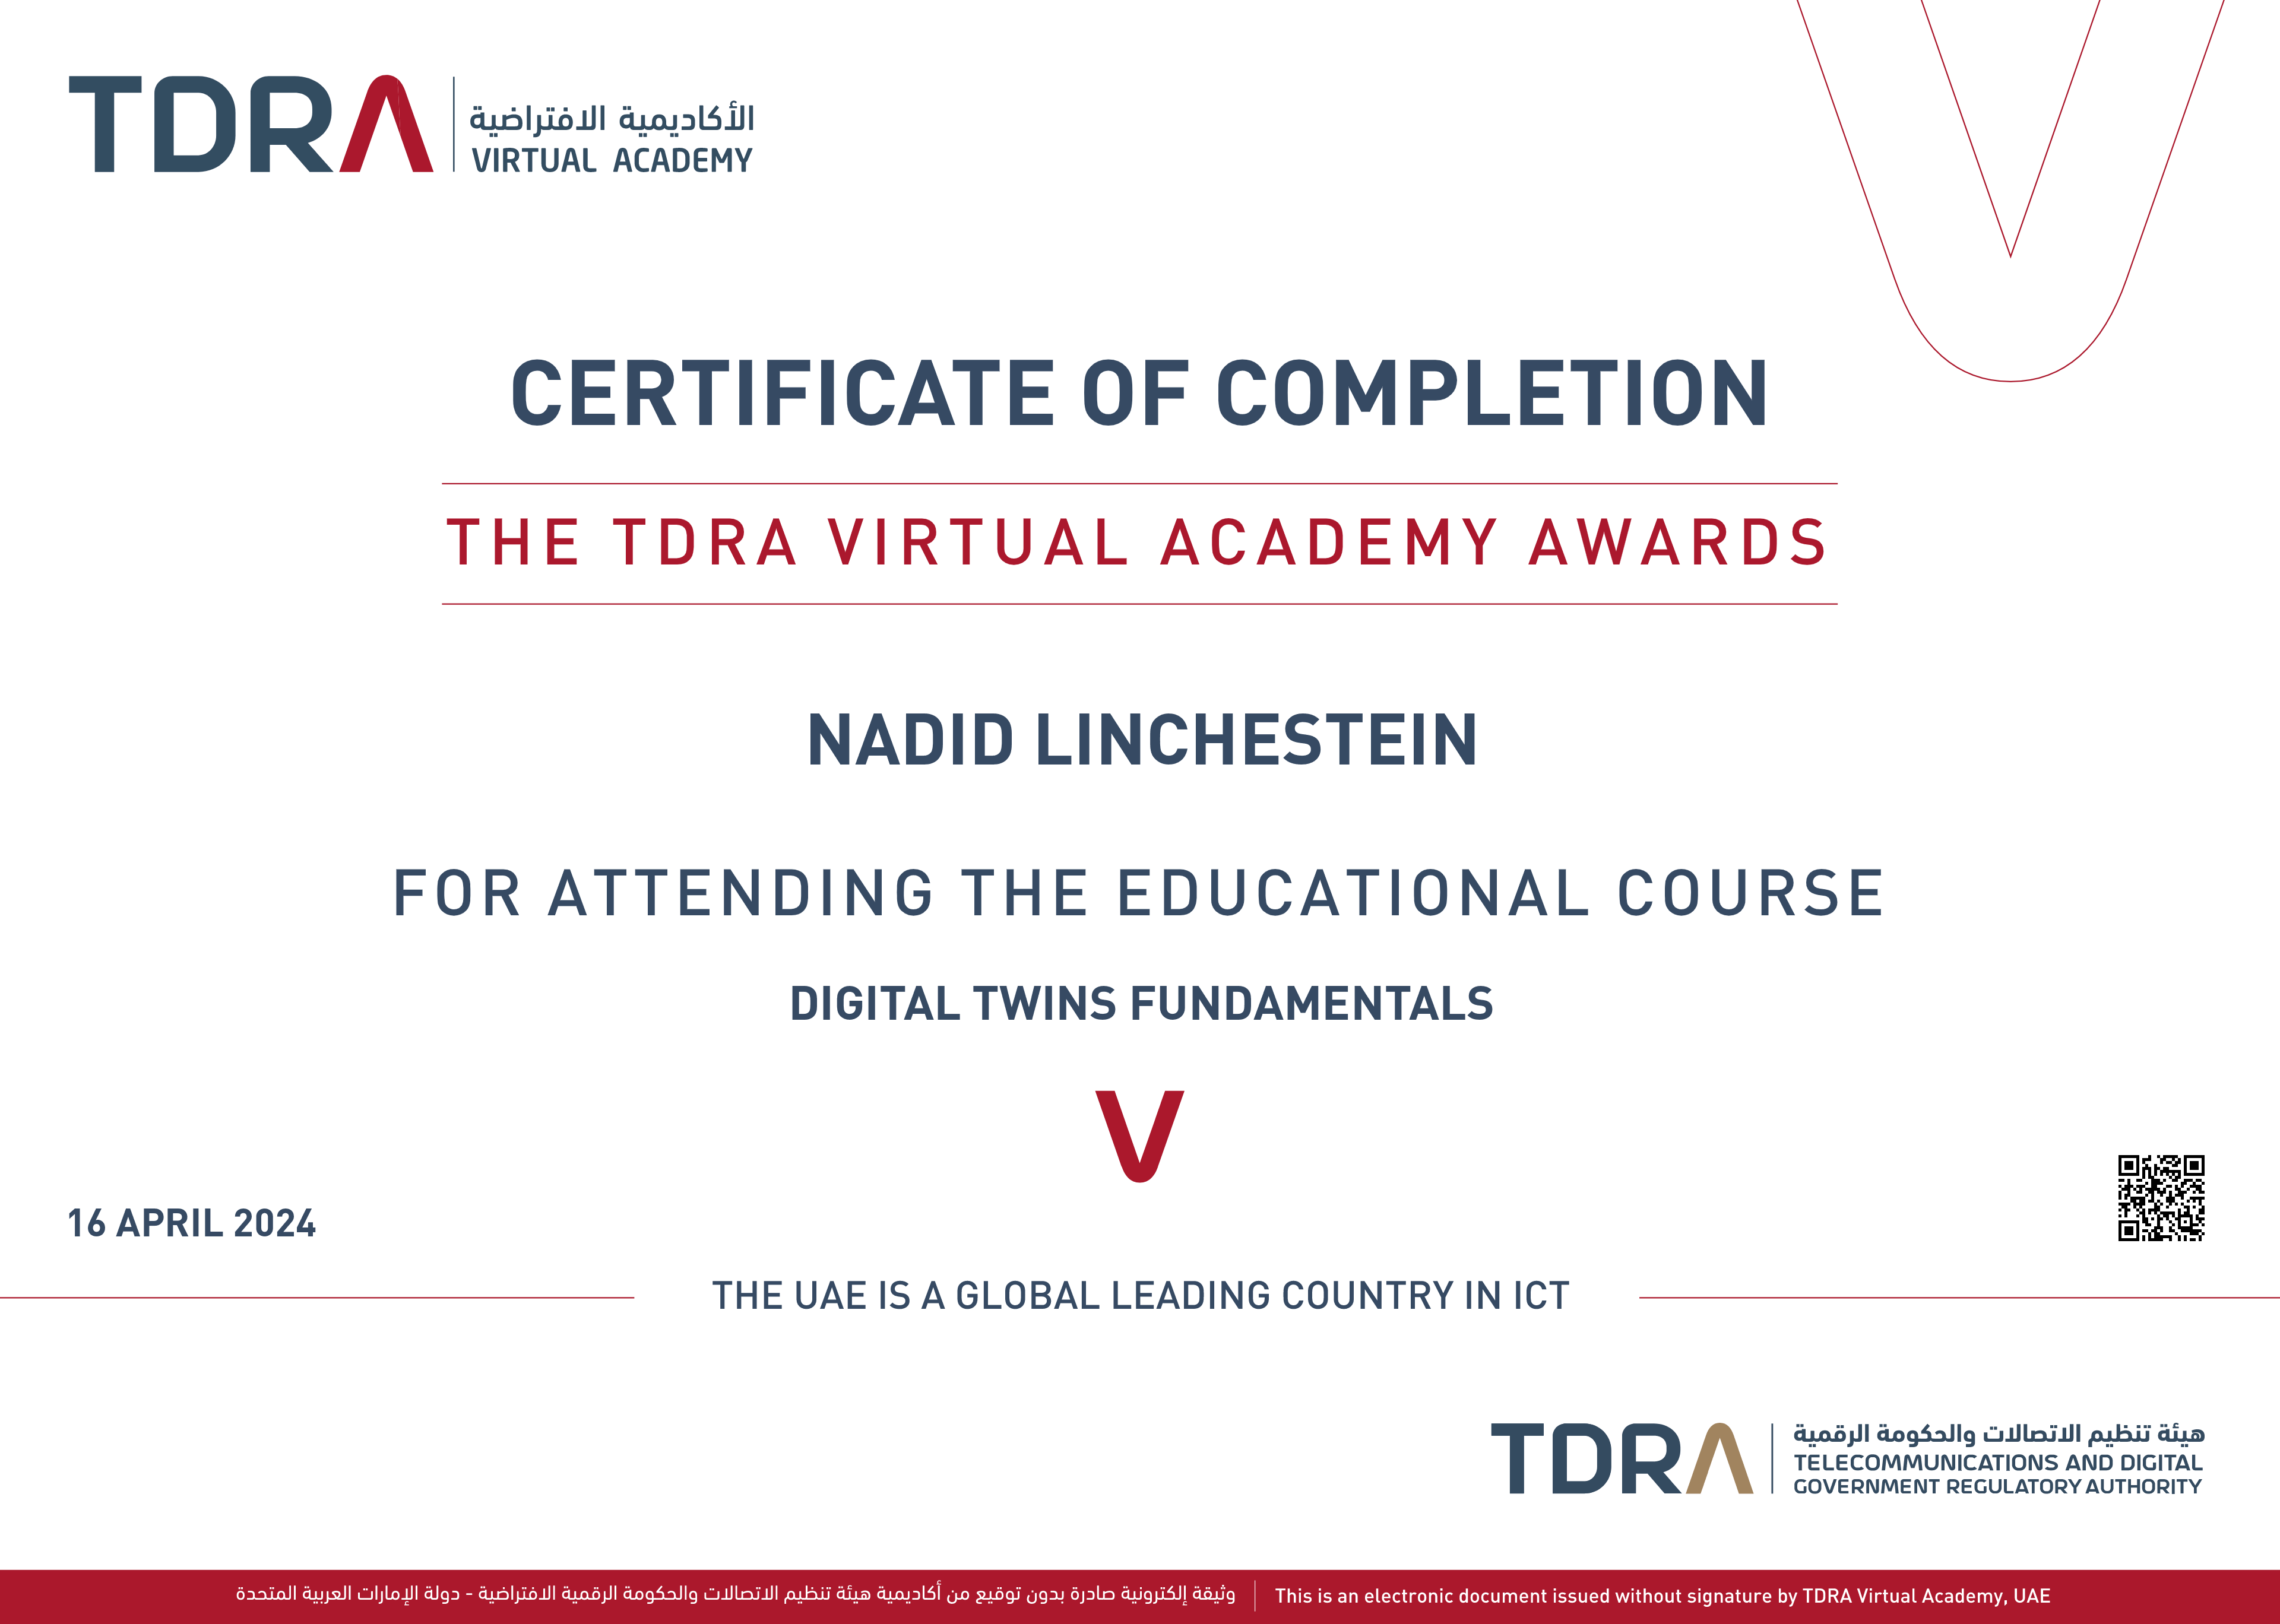 TDRA
الأكاديمية الافتراضية
VIRTUAL ACADEMY
CERTIFICATE OF COMPLETION
THE TDRA VIRTUAL ACADEMY AWARDS
NADID LINCHESTEIN
FOR ATTENDING THE EDUCATIONAL COURSE
DIGITAL TWINS FUNDAMENTALS
V
16 APRIL 2024
THE UAE IS A GLOBAL LEADING COUNTRY IN ICT
TDRA
هيئة تنظيم الاتصالات والحكومة الرقمية
TELECOMMUNICATIONS AND DIGITAL
GOVERNMENT REGULATORY AUTHORITY
وثيقة إلكترونية صادرة بدون توقيع من أكاديمية هيئة تنظيم الاتصالات والحكومة الرقمية الافتراضية - دولة الإمارات العربية المتحدة
This is an electronic document issued without signature by TDRA Virtual Academy, UAE